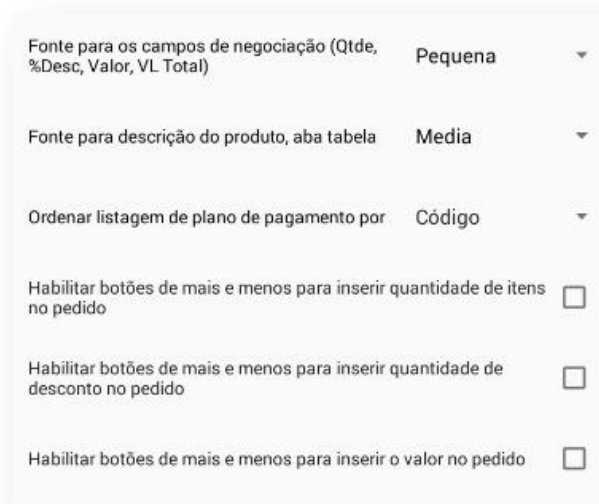 Fonte para os campos de negociação (Qtde,
%Desc, Valor, VL Total)
Pequena
Fonte para descrição do produto, aba tabela
Media
Ordenar listagem de plano de pagamento por
Código
Habilitar botões de mais e menos para inserir quantidade de itens
no pedido
Habilitar botões de mais e menos para inserir quantidade de
desconto no pedido
Habilitar botões de mais e menos para inserir o valor no pedido